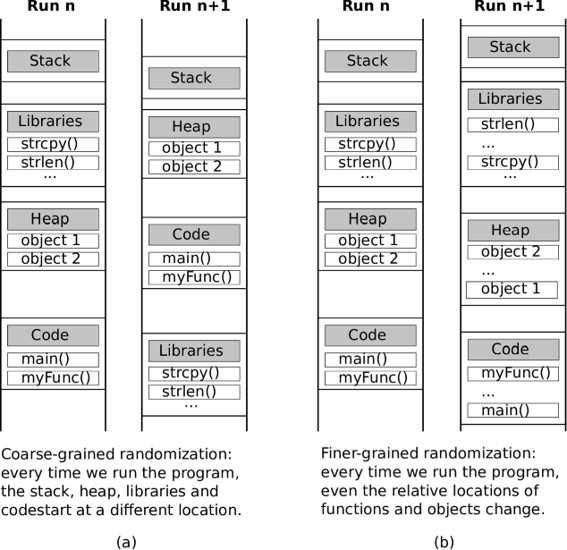 Run n
Stack
Libraries
strcpy()
strlen()
...
Heap
object 1
object 2
Code
main()
myFunc()
Run n+1
Stack
Heap
object 1
object 2
Code
main()
myFunc()
Libraries
strcpy()
strlen()
...
Coarse-grained randomization:
every time we run the program,
the stack, heap, libraries and
codestart at a different location.
(a)
Run n
Stack
Libraries
strcpy()
strlen()
...
Heap
object 1
object 2
Code
main()
myFunc()
Run n+1
Stack
Libraries
strlen()
...
strcpy()
...
Heap
object 2
...
object 1
Code
myFunc()
...
main()
Finer-grained randomization:
every time we run the program,
even the relative locations of
functions and objects change.
(b)